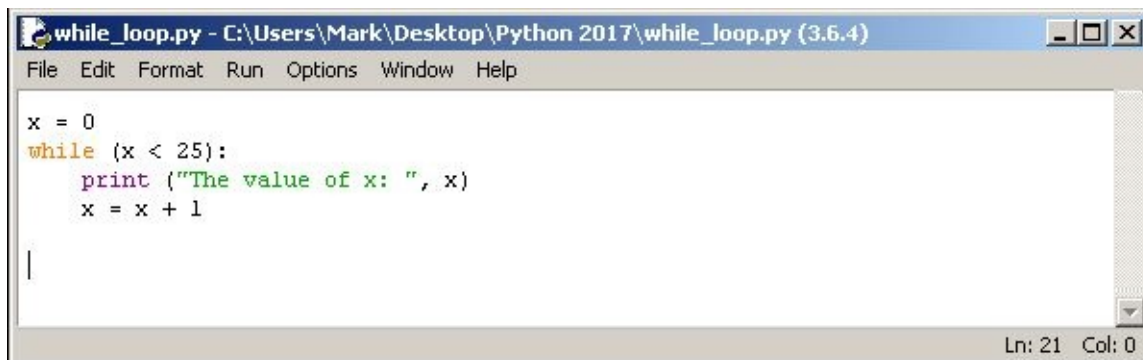 while_loop.py - C:\Users\Mark\Desktop\Python 2017\while_loop.py (3.6.4)
File Edit Format Run Options Window Help
x = 0
while (x < 25):
    print ("The value of x: ", x)
    x = x + 1
Ln: 21 Col: 0